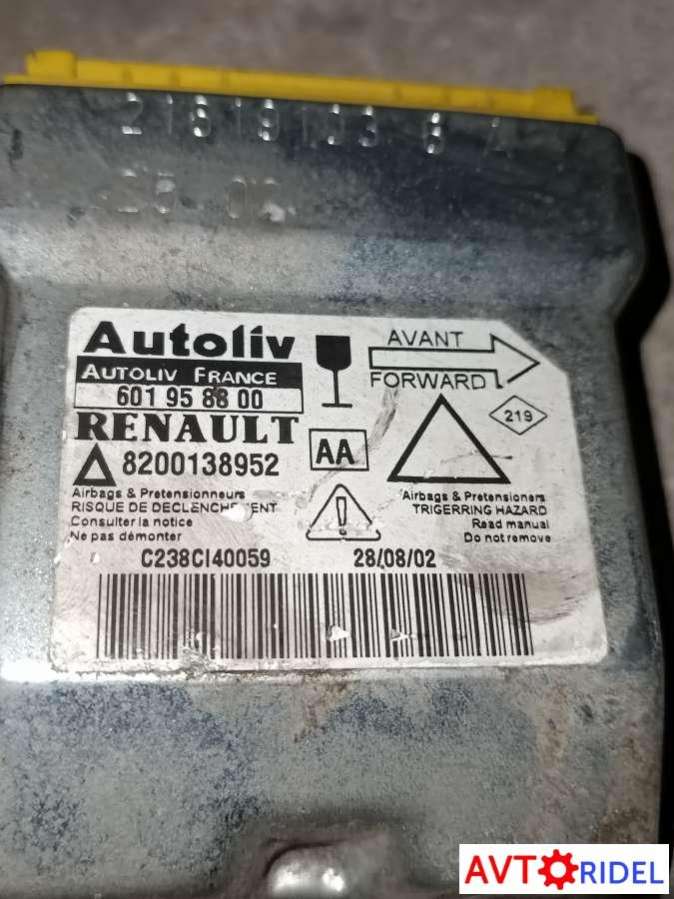 Autoliv
AUTOLIV FRANCE
601 95 88 00
RENAULT
8200138952
AA
AVANT
FORWARD
219
Airbags & Pretensionneurs
RISQUE DE DECLENCHEMENT
Consulter la notice
Ne pas démonter
Airbags & Pretensioners
TRIGERRING HAZARD
Read manual
Do not remove
C238CI40059
28/08/02
AVTORIDEL